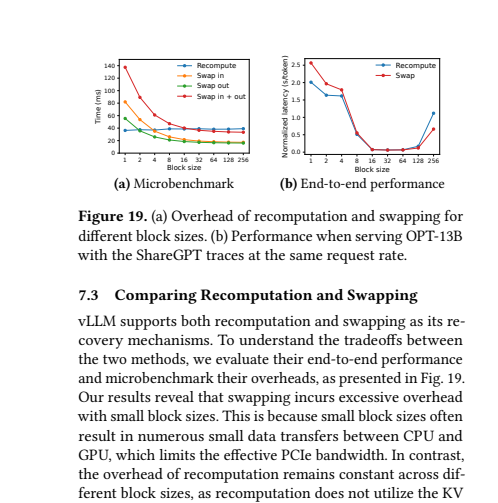 140
120
100
80
60
40
20
0
Time (ms)
Recompute
Swap in
Swap out
Swap in + out
1 2 4 8 16 32 64 128 256
Block size
(a) Microbenchmark
2.5
2.0
1.5
1.0
0.5
0.0
Normalized latency (s/token)
Recompute
Swap
1 2 4 8 16 32 64 128 256
Block size
(b) End-to-end performance
Figure 19. (a) Overhead of recomputation and swapping for
different block sizes. (b) Performance when serving OPT-13B
with the ShareGPT traces at the same request rate.
7.3 Comparing Recomputation and Swapping
vLLM supports both recomputation and swapping as its re-
covery mechanisms. To understand the tradeoffs between
the two methods, we evaluate their end-to-end performance
and microbenchmark their overheads, as presented in Fig. 19.
Our results reveal that swapping incurs excessive overhead
with small block sizes. This is because small block sizes often
result in numerous small data transfers between CPU and
GPU, which limits the effective PCIe bandwidth. In contrast,
the overhead of recomputation remains constant across dif-
ferent block sizes, as recomputation does not utilize the KV